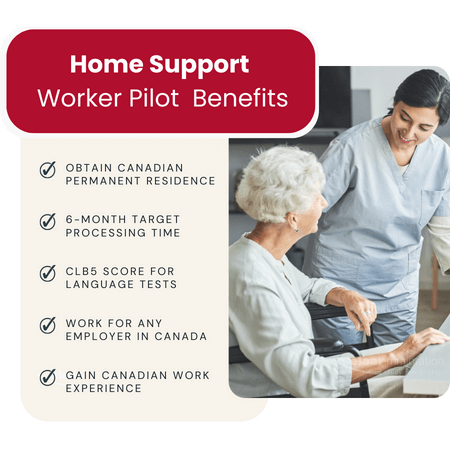 Home Support
Worker Pilot Benefits
OBTAIN CANADIAN
PERMANENT RESIDENCE
6-MONTH TARGET
PROCESSING TIME
CLB5 SCORE FOR
LANGUAGE TESTS
WORK FOR ANY
EMPLOYER IN CANADA
GAIN CANADIAN WORK
EXPERIENCE